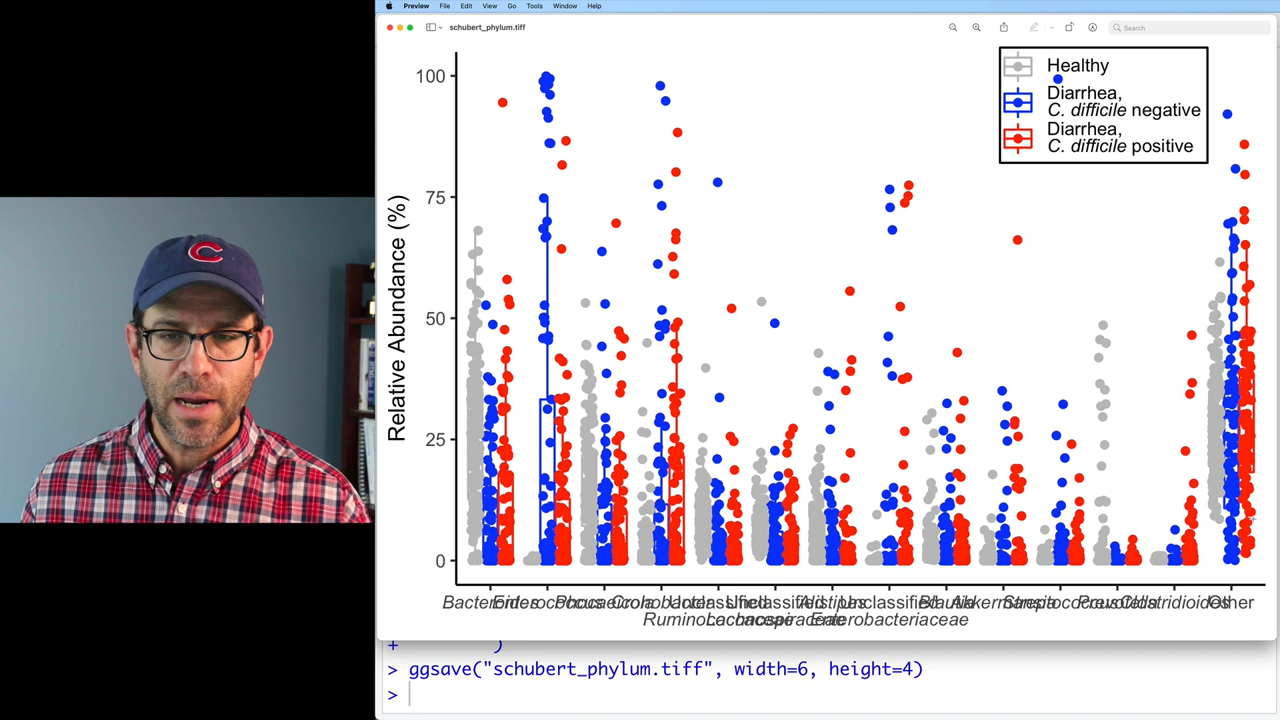 Preview File Edit View Go Tools Window Help
schubert_phylum.tiff
Search
Relative Abundance (%)
100
75
50
25
0
Healthy
Diarrhea,
C. difficile negative
Diarrhea,
C. difficile positive
Other
+ )
> ggsave("schubert_phylum.tiff", width=6, height=4)
>
C